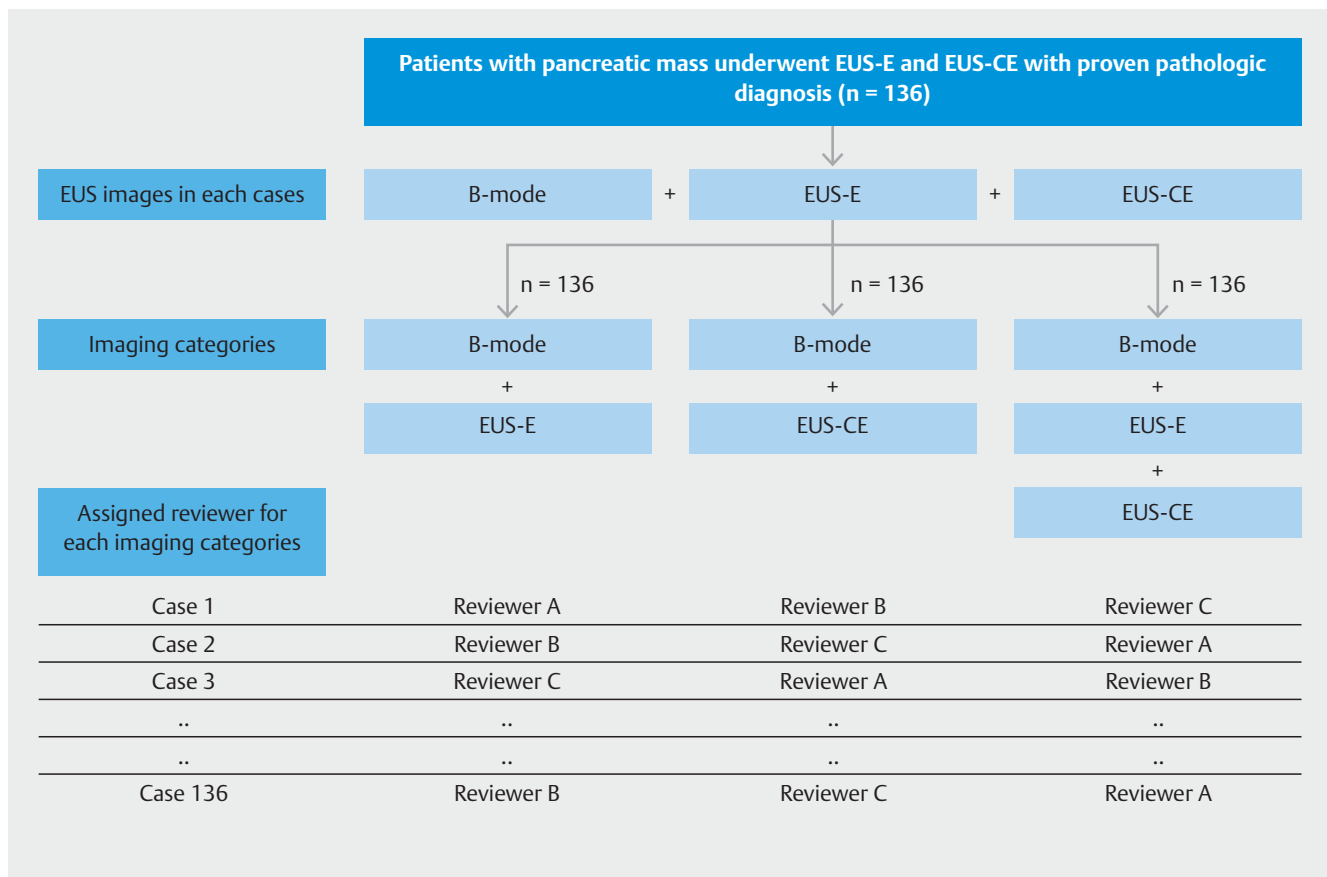 Patients with pancreatic mass underwent EUS-E and EUS-CE with proven pathologic
diagnosis (n = 136)
EUS images in each cases B-mode + EUS-E + EUS-CE
n = 136 n = 136 n = 136
Imaging categories B-mode B-mode B-mode
+ + +
EUS-E EUS-CE EUS-E
+
EUS-CE
Assigned reviewer for
each imaging categories
Case 1 Reviewer A Reviewer B Reviewer C
Case 2 Reviewer B Reviewer C Reviewer A
Case 3 Reviewer C Reviewer A Reviewer B
.. .. .. ..
.. .. .. ..
Case 136 Reviewer B Reviewer C Reviewer A